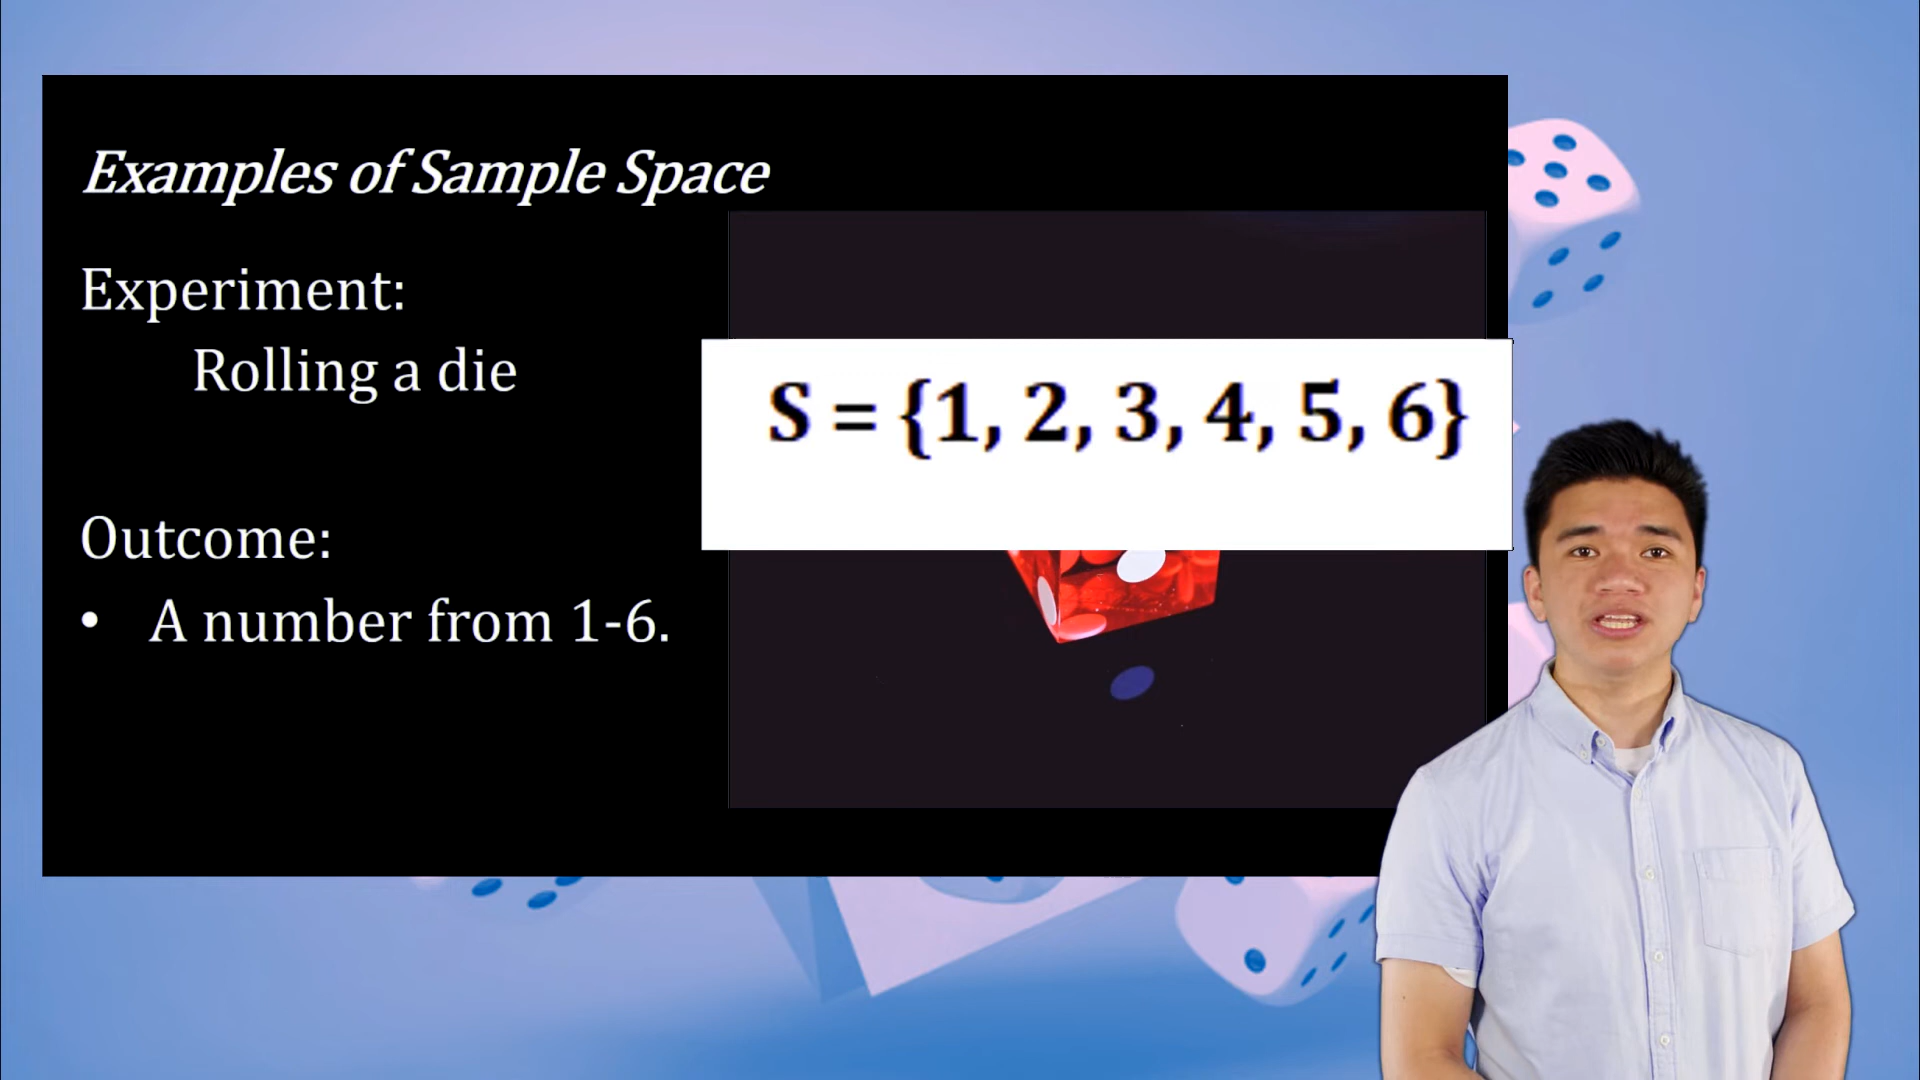 Examples of Sample Space
Experiment:
Rolling a die
S = {1, 2, 3, 4, 5, 6}
Outcome:
• A number from 1-6.